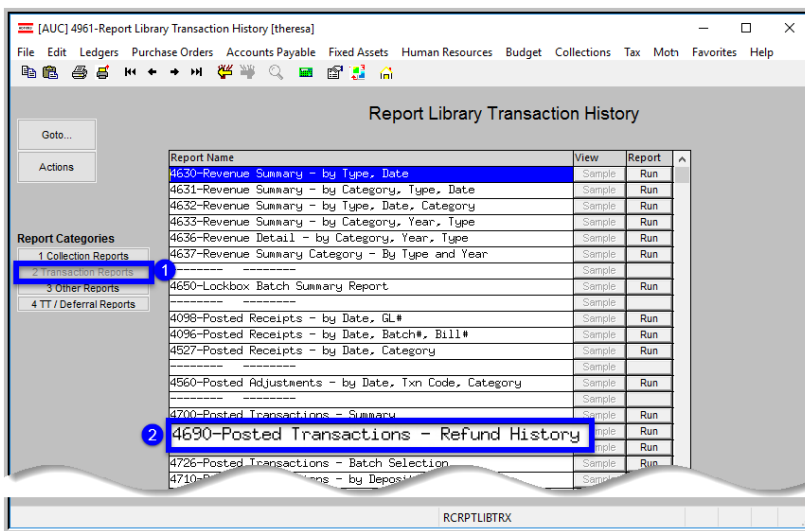 [AUC] 4961-Report Library Transaction History [theresa]
File Edit Ledgers Purchase Orders Accounts Payable Fixed Assets Human Resources Budget Collections Tax Motn Favorites Help
Report Library Transaction History
Goto...
Actions
Report Categories
1 Collection Reports
2 Transaction Reports
3 Other Reports
4 TT / Deferral Reports
1
Report Name View Report
4630-Revenue Summary - by Type, Date Sample Run
4631-Revenue Summary - by Category, Type, Date Sample Run
4632-Revenue Summary - by Type, Date, Category Sample Run
4633-Revenue Summary - by Category, Year, Type Sample Run
4636-Revenue Detail - by Category, Year, Type Sample Run
4637-Revenue Summary Category - By Type and Year Sample Run
-------- -------- Sample
4650-Lockbox Batch Summary Report Sample Run
-------- -------- Sample
4098-Posted Receipts - by Date, GL# Sample Run
4096-Posted Receipts - by Date, Batch#, Bill# Sample Run
4527-Posted Receipts - by Date, Category Sample Run
-------- -------- Sample
4560-Posted Adjustments - by Date, Txn Code, Category Sample Run
-------- -------- Sample
4700-Posted Transactions - Summary Sample Run
2 4690-Posted Transactions - Refund History Run
4726-Posted Transactions - Batch Selection Sample Run
4710- - by Sample Run
RCRPTLIBTRX